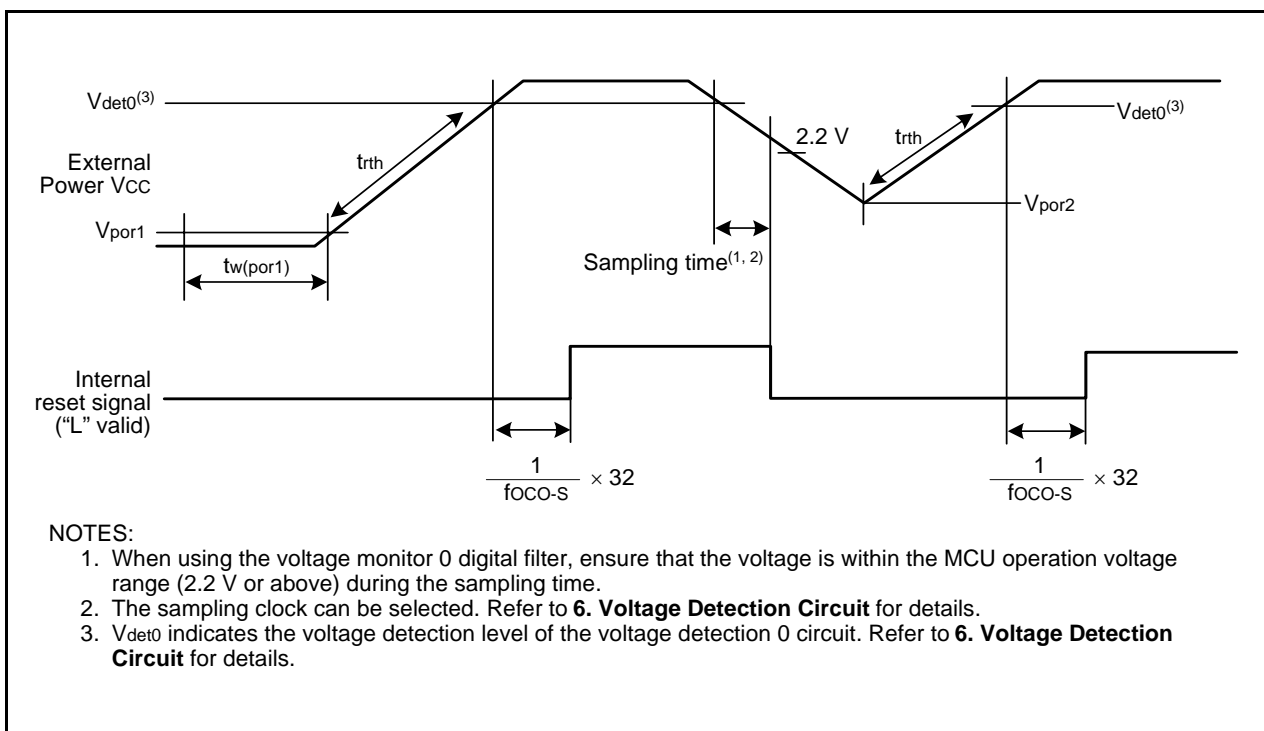 Vdet0(3)
External
Power VCC
Vpor1
tw(por1)
trth
Sampling time(1, 2)
2.2 V
trth
Vdet0(3)
Vpor2
Internal
reset signal
(“L” valid)
1
fOCO-S
× 32
1
fOCO-S
× 32
NOTES:
1. When using the voltage monitor 0 digital filter, ensure that the voltage is within the MCU operation voltage
range (2.2 V or above) during the sampling time.
2. The sampling clock can be selected. Refer to 6. Voltage Detection Circuit for details.
3. Vdet0 indicates the voltage detection level of the voltage detection 0 circuit. Refer to 6. Voltage Detection
Circuit for details.